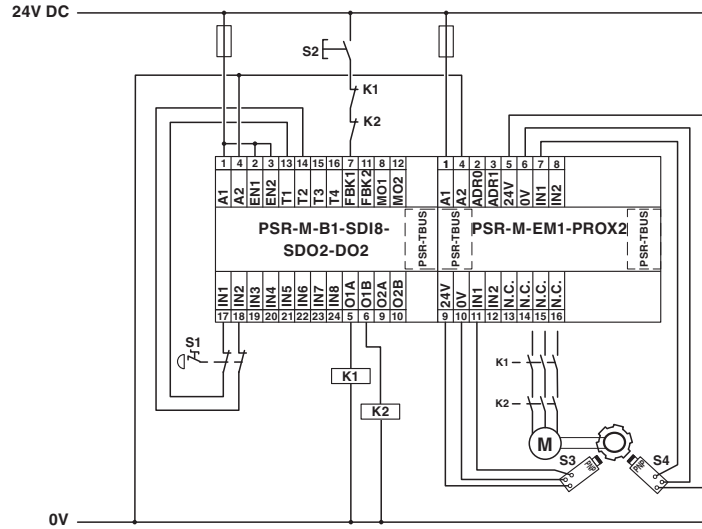 24V DC
S2
K1
K2
1 4 2 3 13 14 15 16 7 11 8 12
A1 A2 EN1 EN2 T1 T2 T3 T4 FBK1 FBK2 MO1 MO2
1 4 2 3 5 6 7 8
A1 A2 ADR0 ADR1 24V 0V IN1 IN2
PSR-M-B1-SDI8-
SDO2-DO2
PSR-TBUS
PSR-TBUS
PSR-M-EM1-PROX2
PSR-TBUS
IN1 IN2 IN3 IN4 IN5 IN6 IN7 IN8 O1A O1B O2A O2B
17 18 19 20 21 22 23 24 5 6 9 10
24V 0V IN1 IN2 N.C. N.C. N.C. N.C.
9 10 11 12 13 14 15 16
S1
K1
K2
K1
K2
M
S3
PNP
PNP
S4
0V